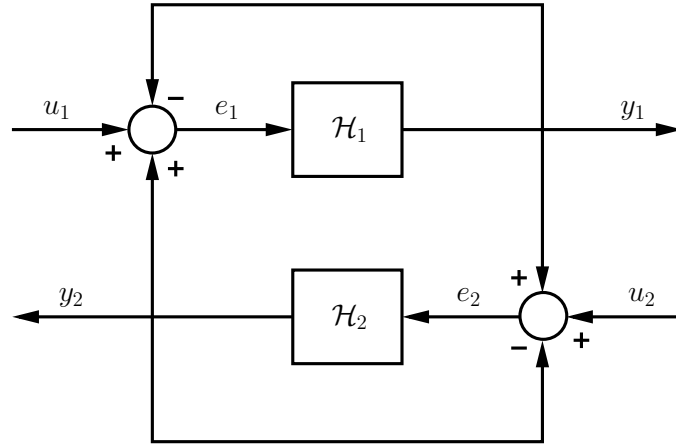 −
u₁ e₁ ℋ₁ y₁
+ +
y₂ ℋ₂ e₂ + u₂
− +